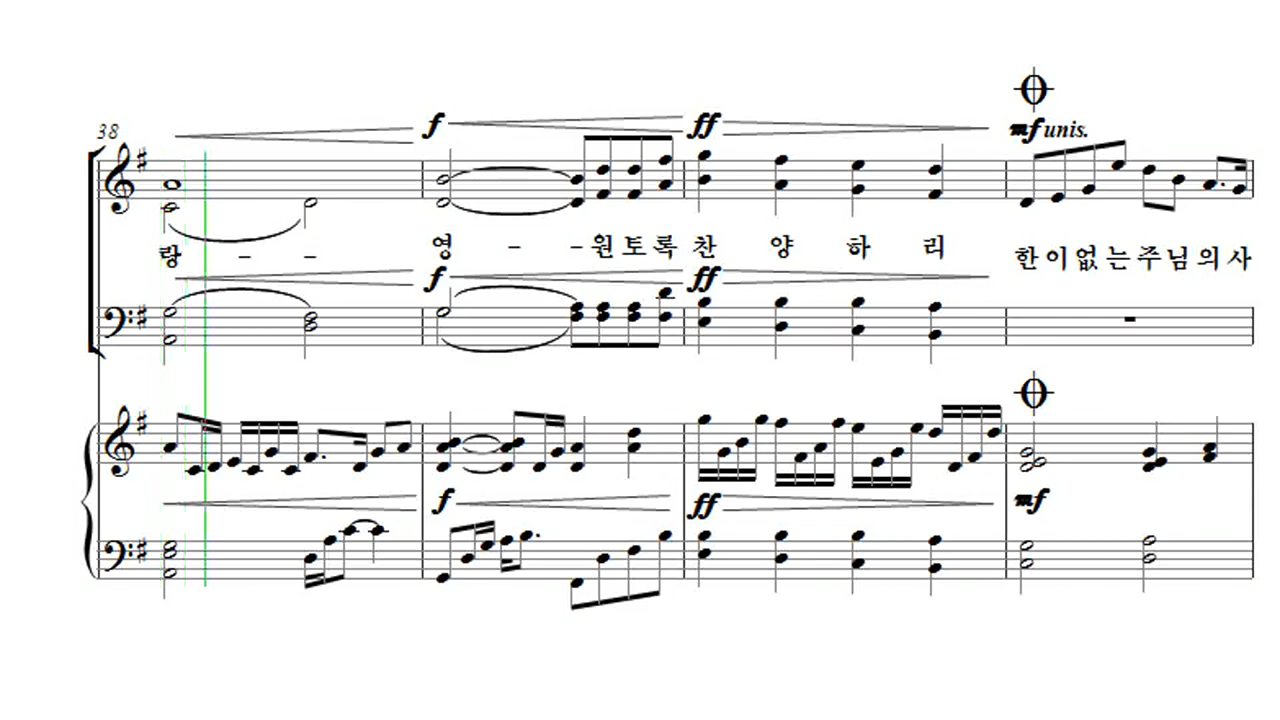 38
f
ff
mf unis.
랑 - - 영 - - 원 토 록 찬 양 하 리 한 이 없 는 주 님 의 사
f
ff
f
ff
mf